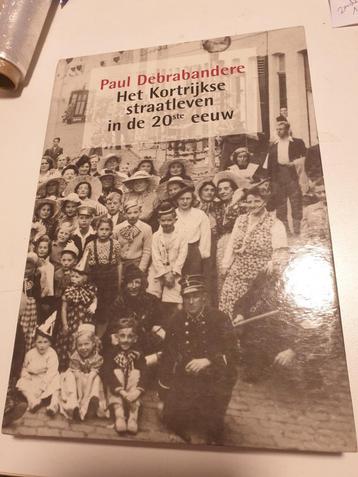 Paul Debrabandere
Het Kortrijkse
straatleven
in de 20ste eeuw